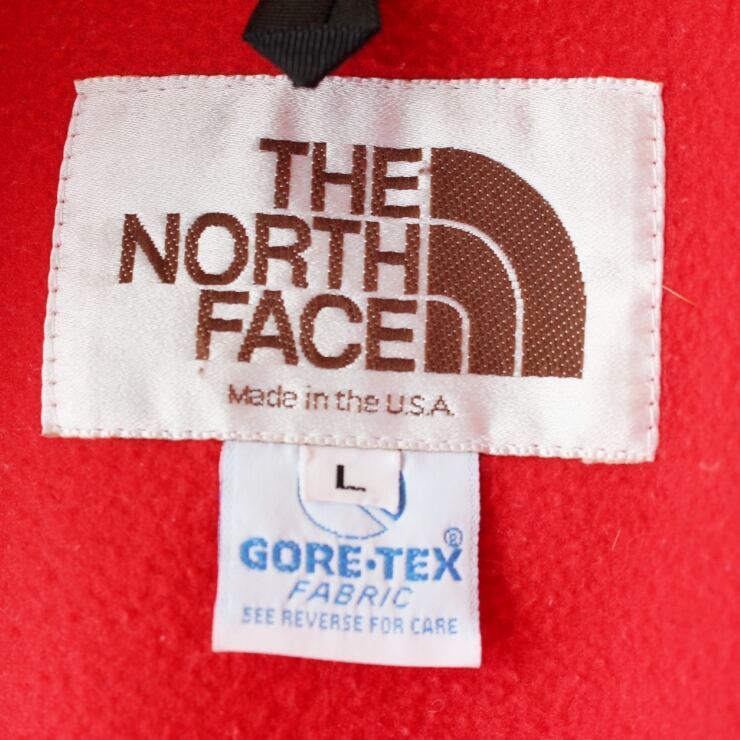 THE
NORTH
FACE
Made in the U.S.A.
L
GORE-TEX®
FABRIC
SEE REVERSE FOR CARE